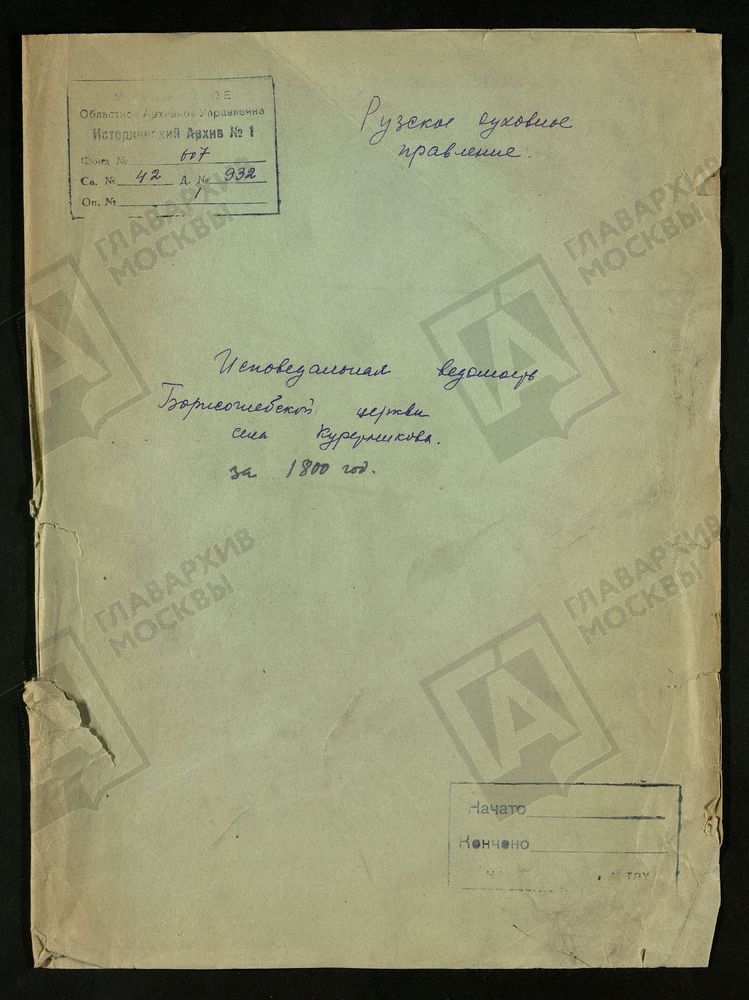 Областное Архивное Управление
Исторический Архив № 1
Фонд № 607
Св. № 42 Д. № 932
Оп. № 1
Рузское духовное
правление.
Исповедальная ведомость
Борисоглебской церкви
села
за 1800 год.
Начато
Кончено
ГЛАВАРХИВ
МОСКВЫ
ГЛАВАРХИВ
МОСКВЫ
ГЛАВАРХИВ
МОСКВЫ
ГЛАВАРХИВ
МОСКВЫ